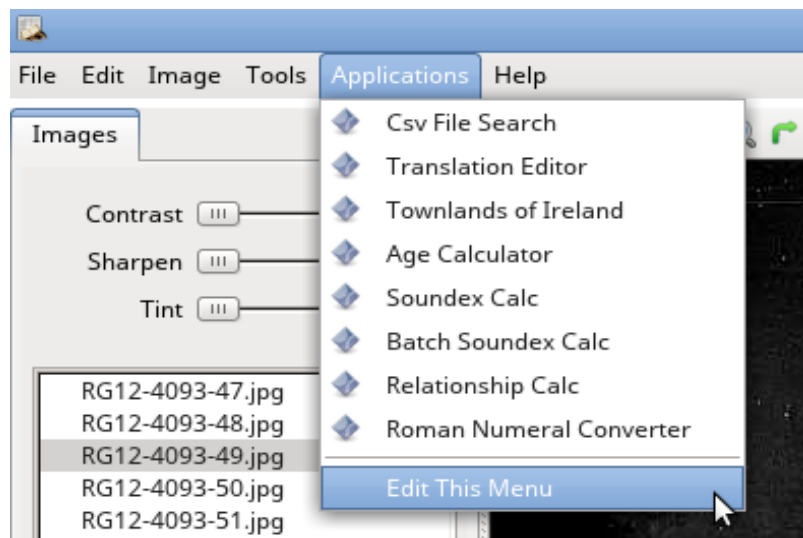 File Edit Image Tools Applications Help
Images
Contrast
Sharpen
Tint
RG12-4093-47.jpg
RG12-4093-48.jpg
RG12-4093-49.jpg
RG12-4093-50.jpg
RG12-4093-51.jpg
Csv File Search
Translation Editor
Townlands of Ireland
Age Calculator
Soundex Calc
Batch Soundex Calc
Relationship Calc
Roman Numeral Converter
Edit This Menu